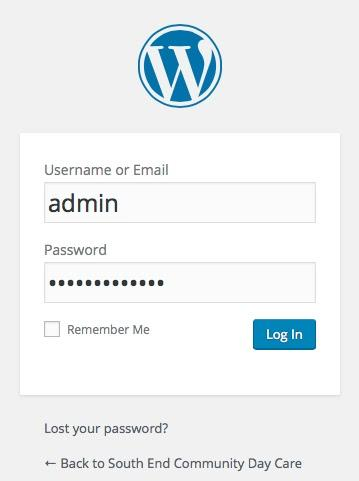 Username or Email
admin
Password
•••••••••••••
Remember Me
Log In
Lost your password?
← Back to South End Community Day Care